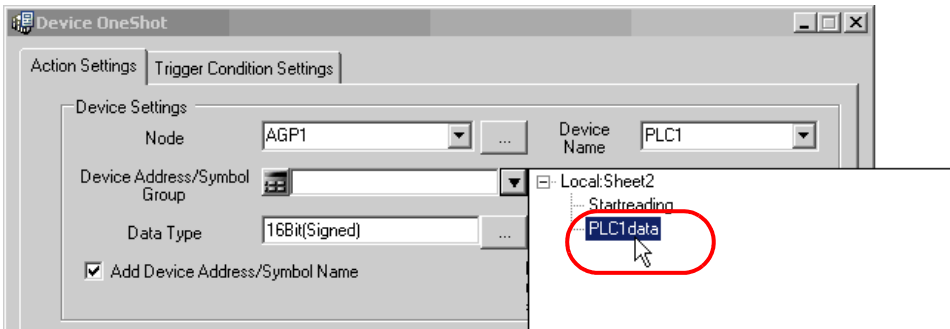 Device OneShot
Action Settings
Trigger Condition Settings
Device Settings
Node
AGP1
...
Device
Name
PLC1
Device Address/Symbol
Group
Local:Sheet2
Startreading
PLC1data
Data Type
16Bit(Signed)
...
Add Device Address/Symbol Name